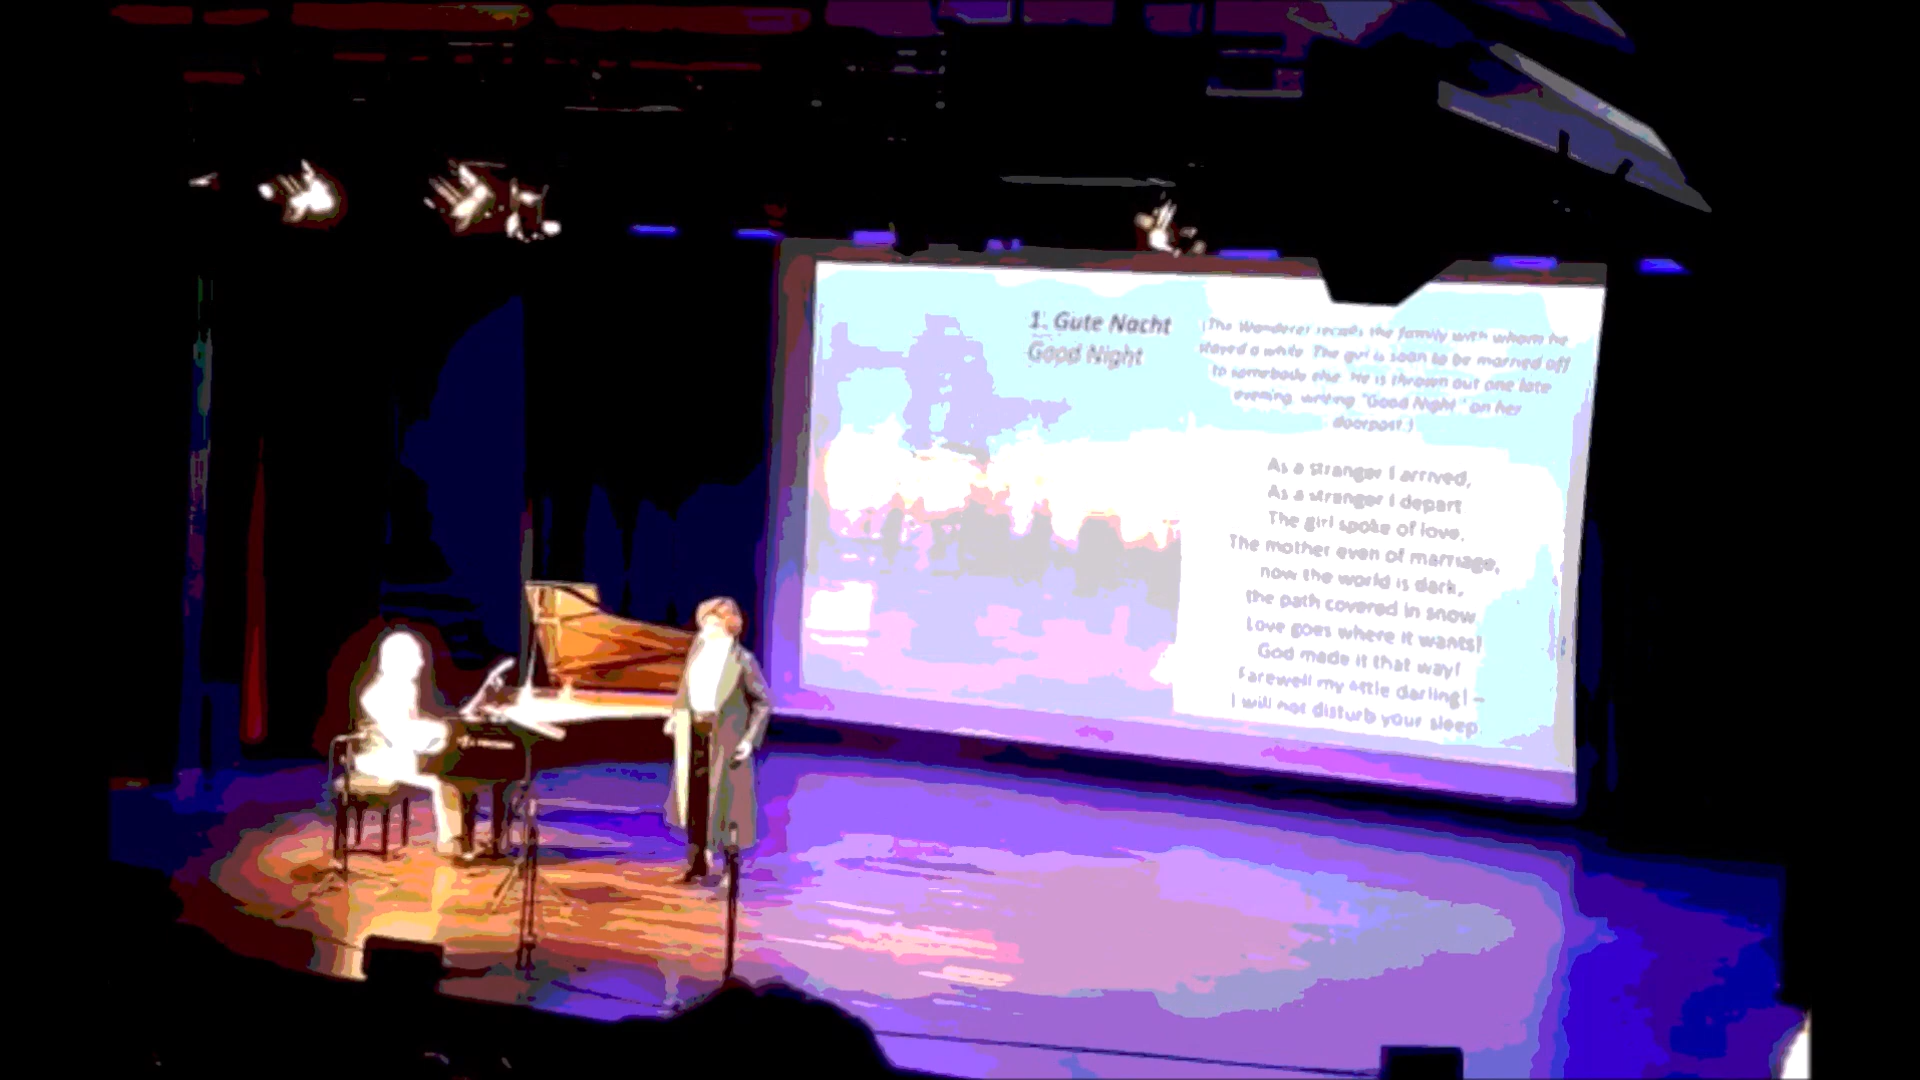 1. Gute Nacht
Good Night
(The Wanderer recalls the family with whom he
stayed a while. The girl is soon to be married off
to somebody else. He is thrown out one late
evening, writing "Good Night" on her
doorpost.)
As a stranger I arrived,
As a stranger I depart
The girl spoke of love,
The mother even of marriage,
now the world is dark,
the path covered in snow
Love goes where it wants!
God made it that way!
Farewell my little darling! –
I will not disturb your sleep